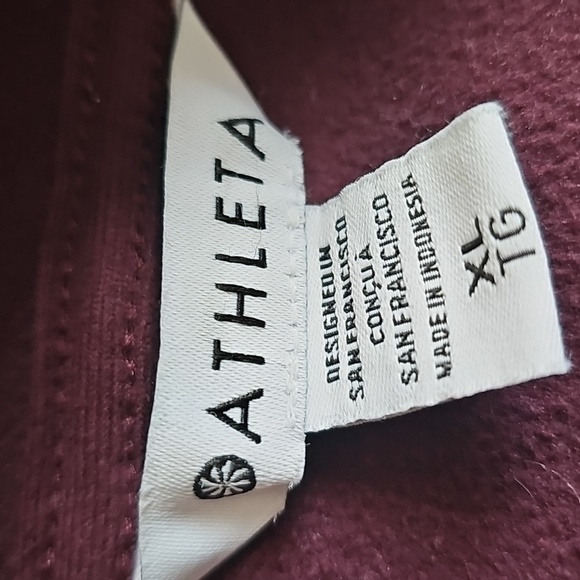 ATHLETA
DESIGNED IN
SAN FRANCISCO
CONÇU A
SAN FRANCISCO
MADE IN INDONESIA
XL
TG